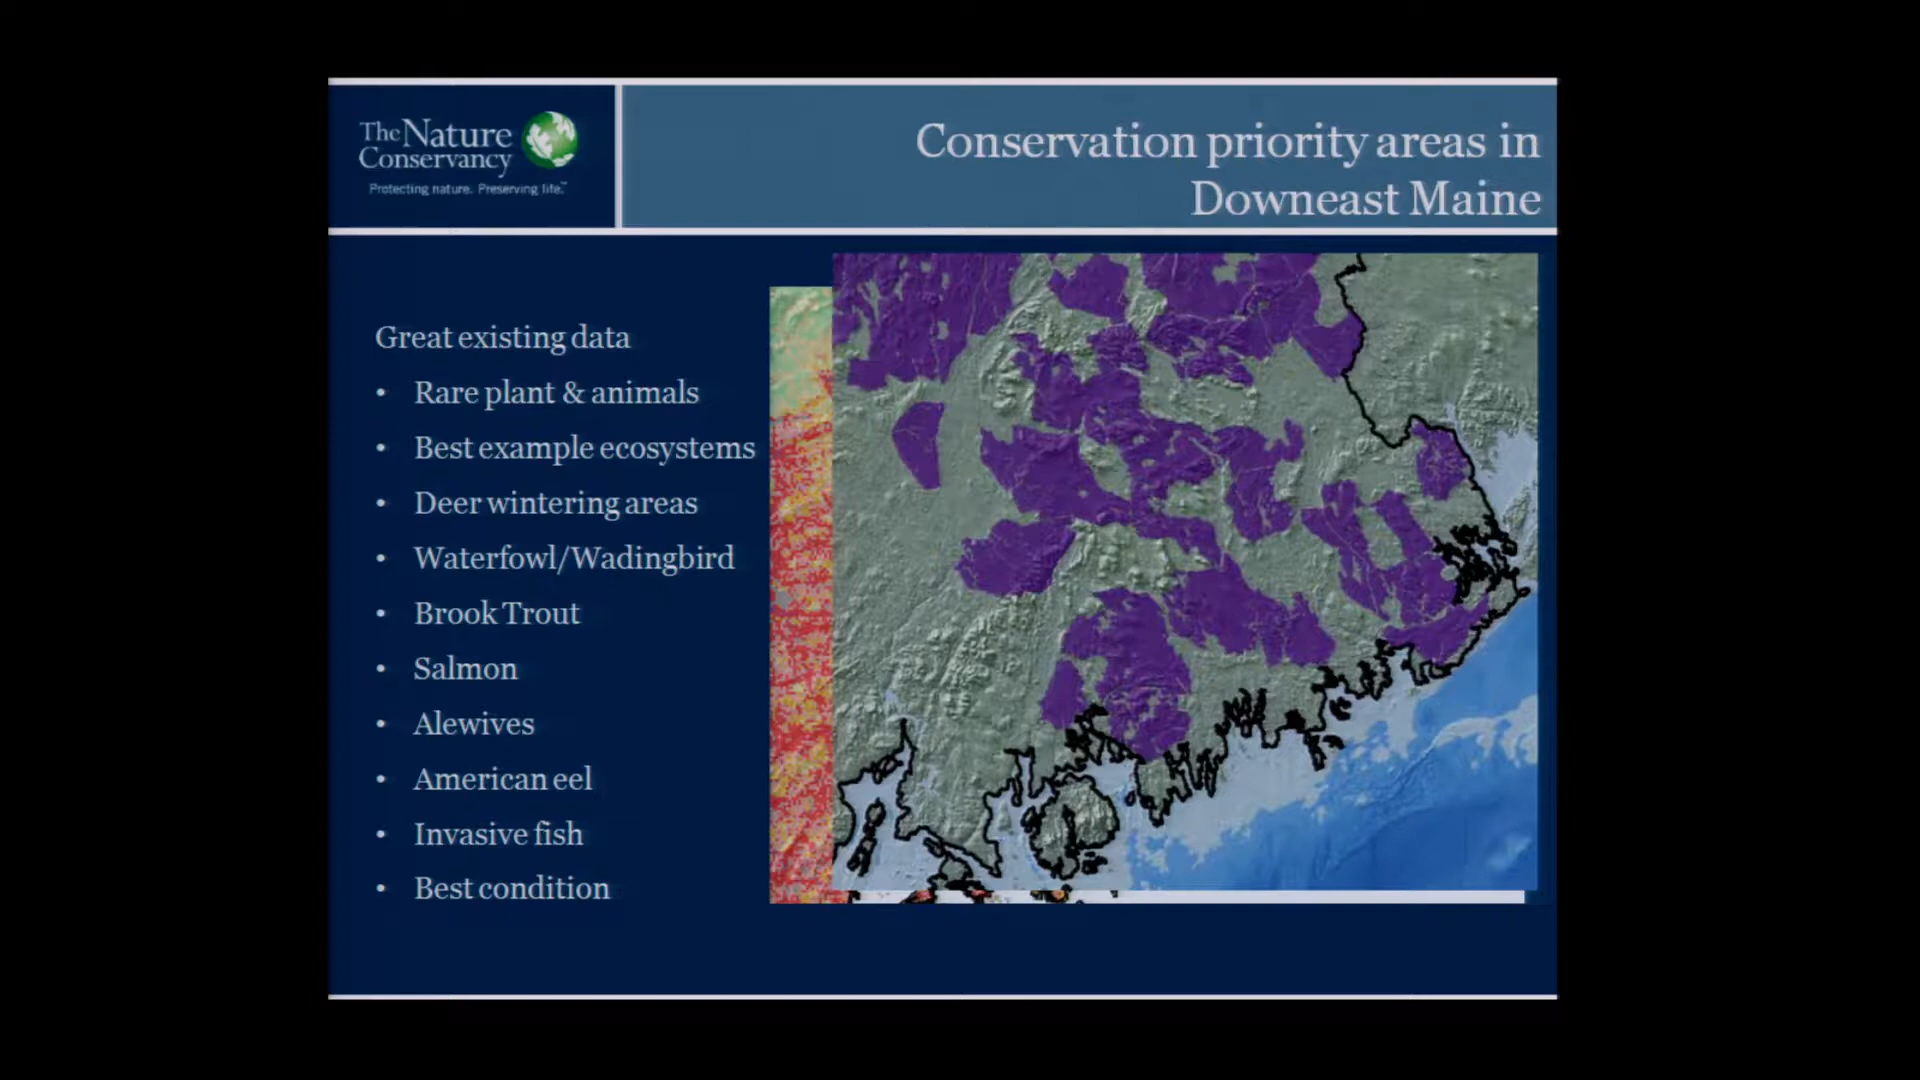 The Nature
Conservancy
Protecting nature. Preserving life.™
Conservation priority areas in
Downeast Maine
Great existing data
• Rare plant & animals
• Best example ecosystems
• Deer wintering areas
• Waterfowl/Wadingbird
• Brook Trout
• Salmon
• Alewives
• American eel
• Invasive fish
• Best condition